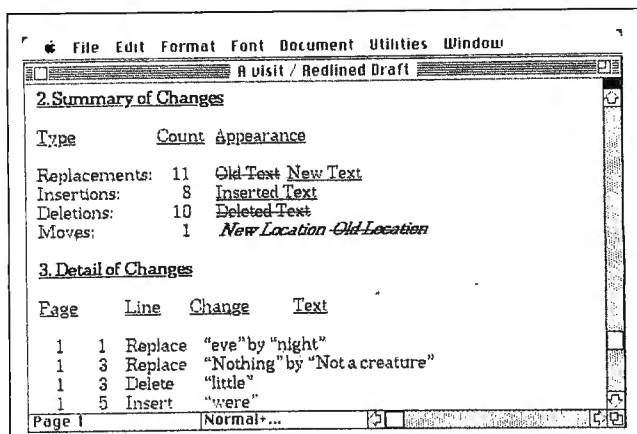 File Edit Format Font Document Utilities Window
A visit / Redlined Draft
2. Summary of Changes
Type Count Appearance
Replacements: 11 Old Text New Text
Insertions: 8 Inserted Text
Deletions: 10 Deleted Text
Moves: 1 New Location Old Location
3. Detail of Changes
Page Line Change Text
1 1 Replace "eve" by "night"
1 3 Replace "Nothing" by "Not a creature"
1 3 Delete "little"
1 5 Insert "were"
Page 1 Normal+...